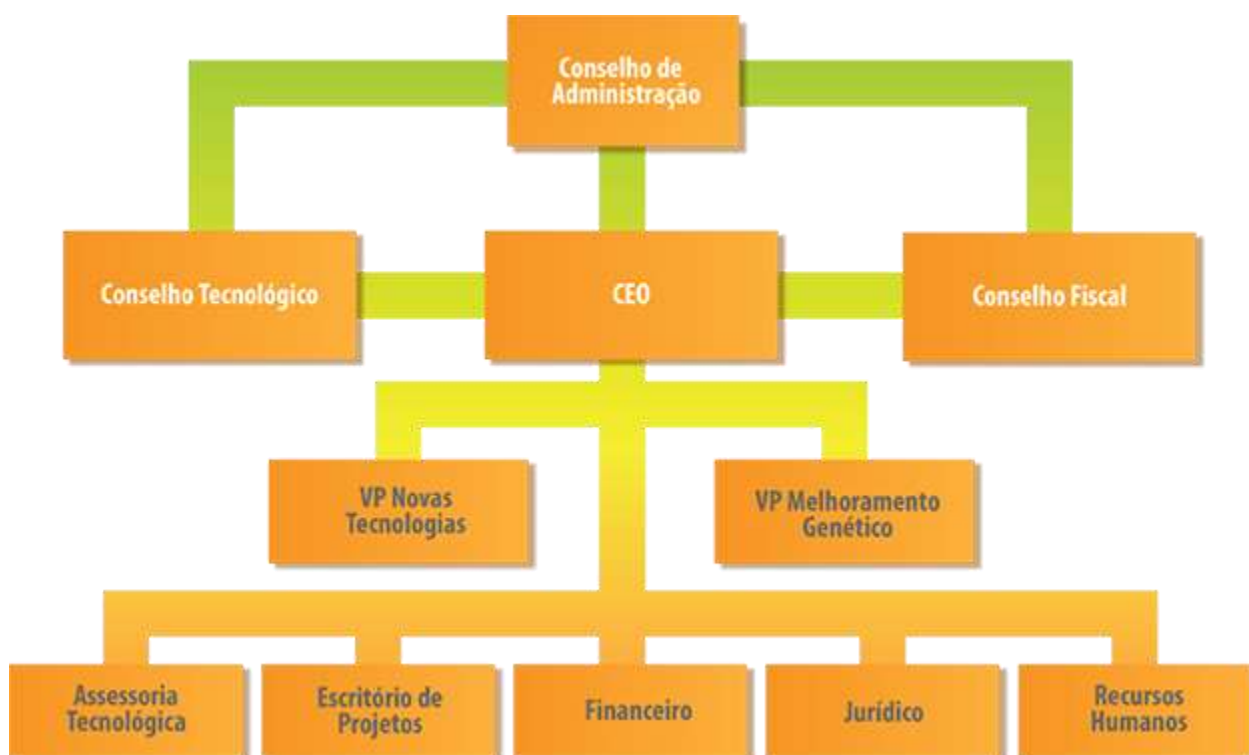 Conselho de
Administração
Conselho Tecnológico
CEO
Conselho Fiscal
VP Novas
Tecnologias
VP Melhoramento
Genético
Assessoria
Tecnológica
Escritório de
Projetos
Financeiro
Jurídico
Recursos
Humanos